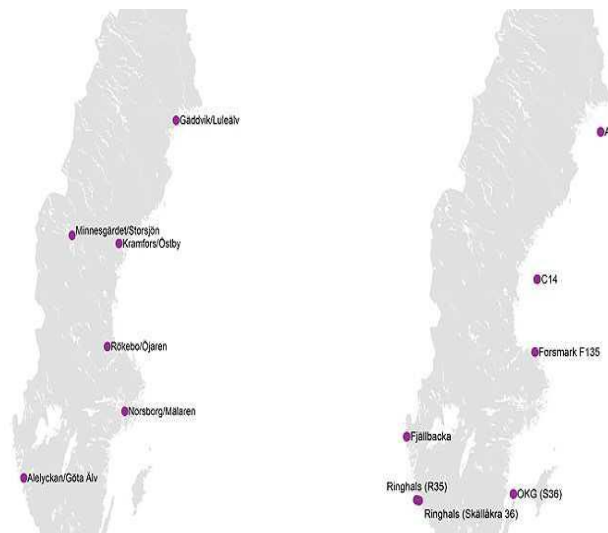 Gäddvik/Luleälv
Minnesgärdet/Storsjön
Kramfors/Östby
Rökebo/Öjaren
Norsborg/Mälaren
Alelyckan/Göta Älv
A
C14
Forsmark F135
Fjällbacka
Ringhals (R35)
OKG (S36)
Ringhals (Skällåkra 36)